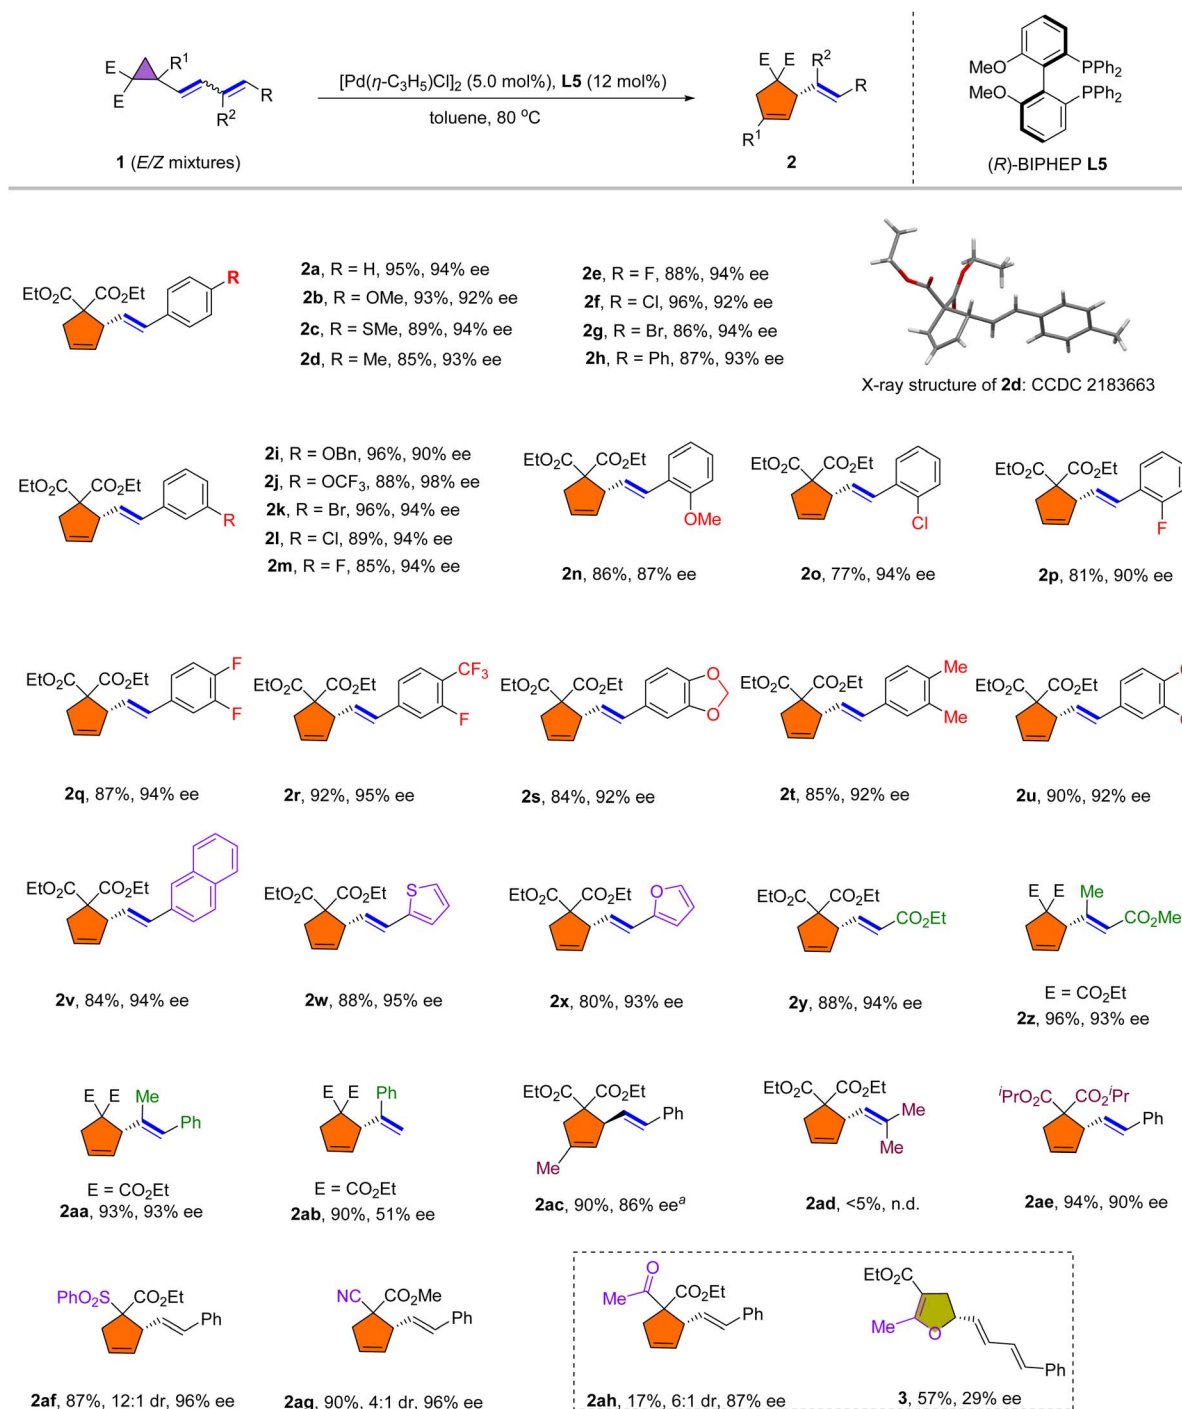 E
R¹
E
R
R²
1 (E/Z mixtures)
[Pd(η-C₃H₅)Cl]₂ (5.0 mol%), L5 (12 mol%)
toluene, 80 °C
E E
R²
R
R¹
2
MeO
PPh₂
MeO
PPh₂
(R)-BIPHEP L5
EtO₂C CO₂Et
R
2a, R = H, 95%, 94% ee
2b, R = OMe, 93%, 92% ee
2c, R = SMe, 89%, 94% ee
2d, R = Me, 85%, 93% ee
2e, R = F, 88%, 94% ee
2f, R = Cl, 96%, 92% ee
2g, R = Br, 86%, 94% ee
2h, R = Ph, 87%, 93% ee
X-ray structure of 2d: CCDC 2183663
EtO₂C CO₂Et
R
2i, R = OBn, 96%, 90% ee
2j, R = OCF₃, 88%, 98% ee
2k, R = Br, 96%, 94% ee
2l, R = Cl, 89%, 94% ee
2m, R = F, 85%, 94% ee
EtO₂C CO₂Et
OMe
2n, 86%, 87% ee
EtO₂C CO₂Et
Cl
2o, 77%, 94% ee
EtO₂C CO₂Et
F
2p, 81%, 90% ee
EtO₂C CO₂Et
F
F
2q, 87%, 94% ee
EtO₂C CO₂Et
CF₃
F
2r, 92%, 95% ee
EtO₂C CO₂Et
O
O
2s, 84%, 92% ee
EtO₂C CO₂Et
Me
Me
2t, 85%, 92% ee
EtO₂C CO₂Et
2u, 90%, 92% ee
EtO₂C CO₂Et
2v, 84%, 94% ee
EtO₂C CO₂Et
S
2w, 88%, 95% ee
EtO₂C CO₂Et
O
2x, 80%, 93% ee
EtO₂C CO₂Et
CO₂Et
2y, 88%, 94% ee
E E
Me
CO₂Me
E = CO₂Et
2z, 96%, 93% ee
E E
Me
Ph
E = CO₂Et
2aa, 93%, 93% ee
E E
Ph
E = CO₂Et
2ab, 90%, 51% ee
EtO₂C CO₂Et
Ph
Me
2ac, 90%, 86% eeᵃ
EtO₂C CO₂Et
Me
Me
2ad, <5%, n.d.
ⁱPrO₂C CO₂ⁱPr
Ph
2ae, 94%, 90% ee
PhO₂S CO₂Et
Ph
2af, 87%, 12:1 dr, 96% ee
NC CO₂Me
Ph
2ag, 90%, 4:1 dr, 96% ee
O
Me
CO₂Et
Ph
2ah, 17%, 6:1 dr, 87% ee
EtO₂C
Me
O
Ph
3, 57%, 29% ee